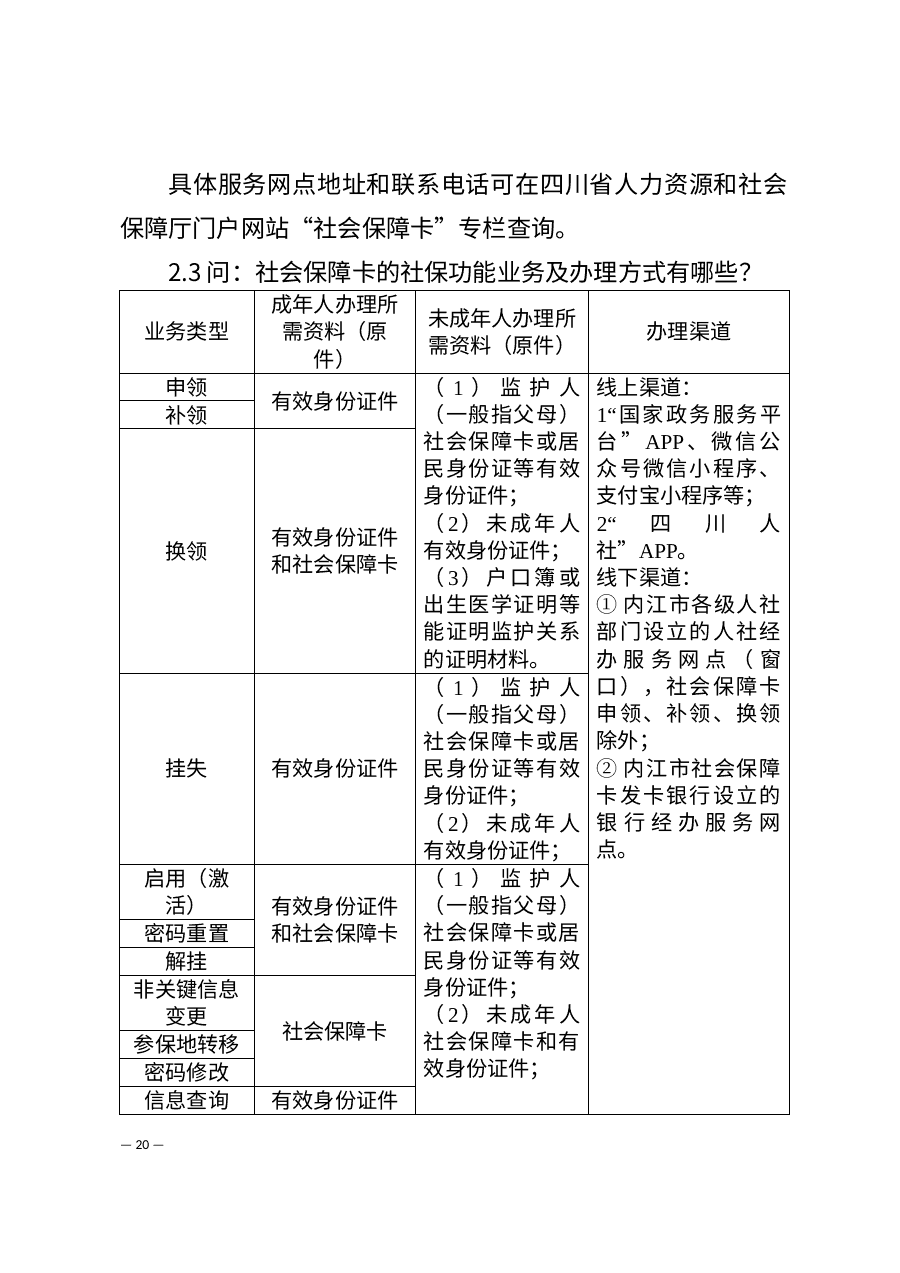 具体服务网点地址和联系电话可在四川省人力资源和社会
保障厅门户网站“社会保障卡”专栏查询。
2.3 问：社会保障卡的社保功能业务及办理方式有哪些？
业务类型
成年人办理所
需资料（原
件）
未成年人办理所
需资料（原件）
办理渠道
申领
补领
有效身份证件
换领
有效身份证件
和社会保障卡
（1）监护人
（一般指父母）
社会保障卡或居
民身份证等有效
身份证件；
（2）未成年人
有效身份证件；
（3）户口簿或
出生医学证明等
能证明监护关系
的证明材料。
线上渠道：
1“国家政务服务平
台”APP、微信公
众号微信小程序、
支付宝小程序等；
2“四川人
社”APP。
线下渠道：
① 内江市各级人社
部门设立的人社经
办服务网点（窗
口），社会保障卡
申领、补领、换领
除外；
② 内江市社会保障
卡发卡银行设立的
银行经办服务网
点。
挂失
有效身份证件
（1）监护人
（一般指父母）
社会保障卡或居
民身份证等有效
身份证件；
（2）未成年人
有效身份证件；
启用（激
活）
密码重置
解挂
有效身份证件
和社会保障卡
（1）监护人
（一般指父母）
社会保障卡或居
民身份证等有效
身份证件；
（2）未成年人
社会保障卡和有
效身份证件；
非关键信息
变更
参保地转移
密码修改
社会保障卡
信息查询
有效身份证件
— 20 —